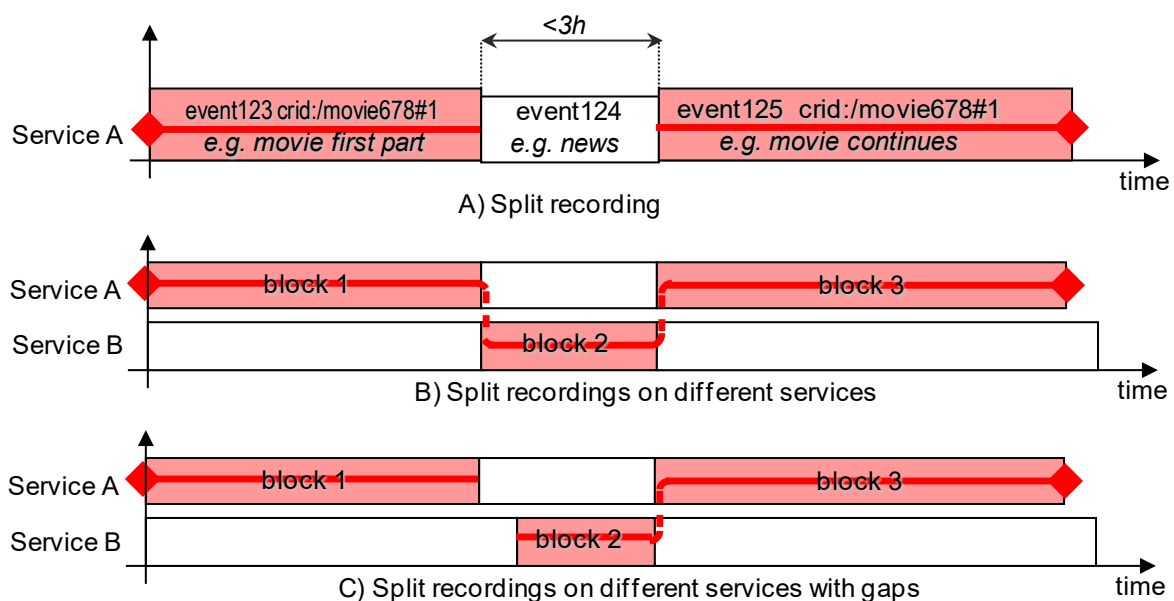 <3h
event123 crid:/movie678#1
e.g. movie first part
event124
e.g. news
event125 crid:/movie678#1
e.g. movie continues
Service A
time
A) Split recording
Service A
block 1
block 3
Service B
block 2
time
B) Split recordings on different services
Service A
block 1
block 3
Service B
block 2
time
C) Split recordings on different services with gaps